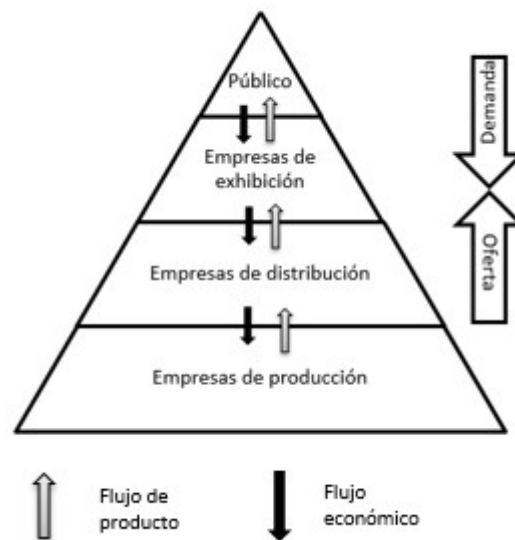 Público
Empresas de
exhibición
Empresas de distribución
Empresas de producción
Demanda
Oferta
Flujo de
producto
Flujo
económico